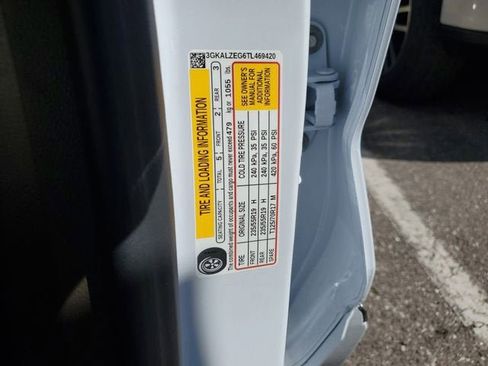 3GKALZEG6TL469420
TIRE AND LOADING INFORMATION
SEATING CAPACITY TOTAL 5 FRONT 2 REAR 3
The combined weight of occupants and cargo must never exceed 479 kg or 1055 lbs.
TIRE ORIGINAL SIZE COLD TIRE PRESSURE
FRONT 235/55R19 H 240 kPa, 35 PSI
REAR 235/55R19 H 240 kPa, 35 PSI
SPARE T125/70R17 M 420 kPa, 60 PSI
SEE OWNER'S
MANUAL FOR
ADDITIONAL
INFORMATION